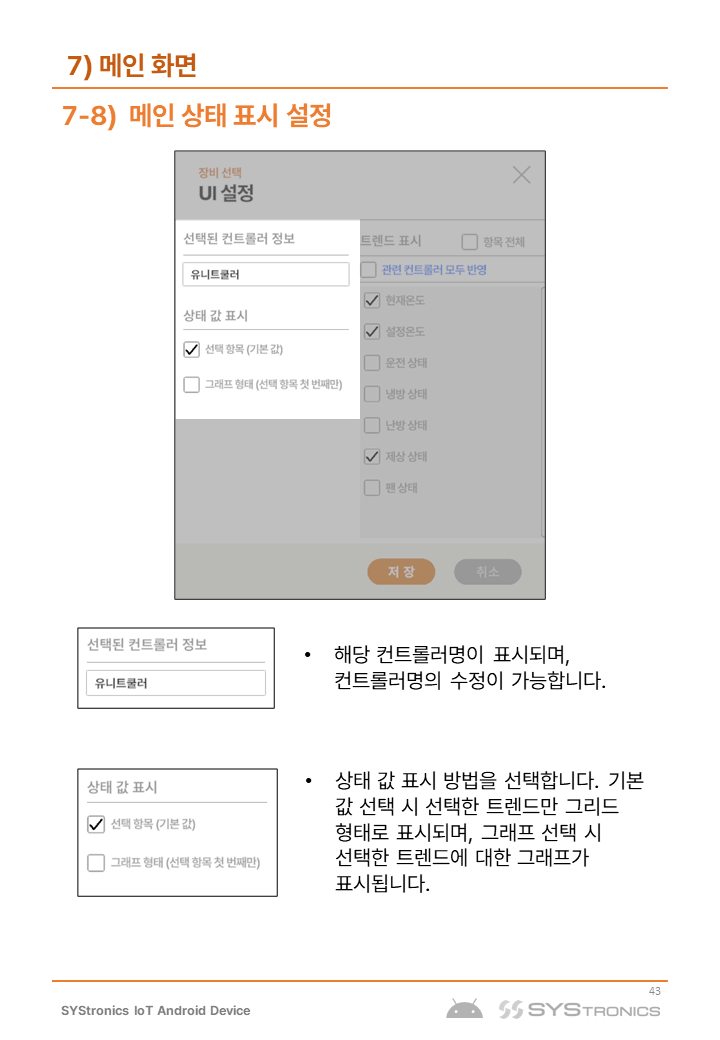 7) 메인 화면
7-8) 메인 상태 표시 설정
장비 선택
UI 설정
선택된 컨트롤러 정보
유니트쿨러
상태 값 표시
선택 항목 (기본 값)
그래프 형태 (선택 항목 첫 번째만)
트렌드 표시
항목 전체
관련 컨트롤러 모두 반영
현재온도
설정온도
운전 상태
냉방 상태
난방 상태
제상 상태
팬 상태
저 장
취소
선택된 컨트롤러 정보
유니트쿨러
• 해당 컨트롤러명이 표시되며,
컨트롤러명의 수정이 가능합니다.
상태 값 표시
선택 항목 (기본 값)
그래프 형태 (선택 항목 첫 번째만)
• 상태 값 표시 방법을 선택합니다. 기본
값 선택 시 선택한 트렌드만 그리드
형태로 표시되며, 그래프 선택 시
선택한 트렌드에 대한 그래프가
표시됩니다.
43
SYStronics IoT Android Device
SYSTRONICS